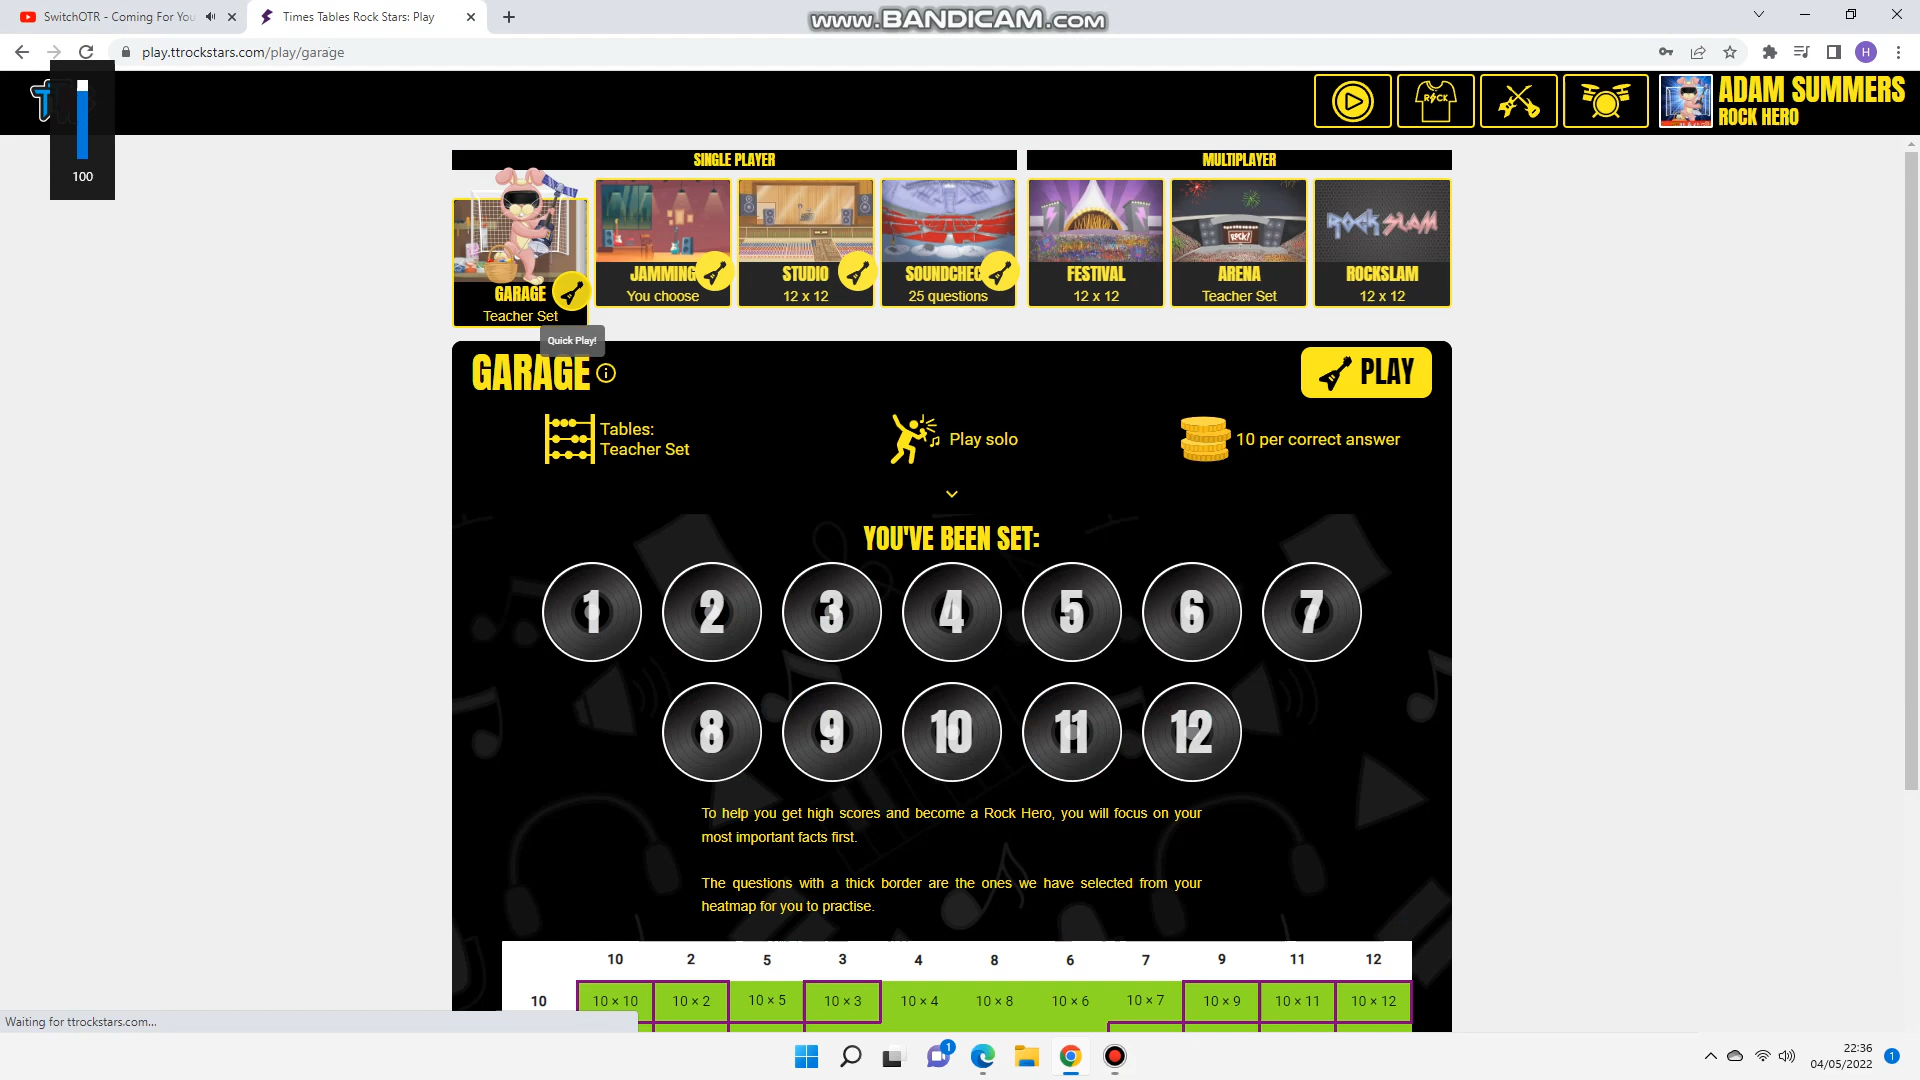 SwitchOTR - Coming For You
Times Tables Rock Stars: Play
www.BANDICAM.com
play.ttrockstars.com/play/garage
H
100
ROCK
ADAM SUMMERS
ROCK HERO
SINGLE PLAYER
MULTIPLAYER
GARAGE
Teacher Set
JAMMING
You choose
STUDIO
12 x 12
SOUNDCHEC
25 questions
FESTIVAL
12 x 12
ROCK!
ARENA
Teacher Set
ROCK SLAM
ROCKSLAM
12 x 12
Quick Play!
GARAGE
PLAY
Tables:
Teacher Set
Play solo
10 per correct answer
YOU'VE BEEN SET:
1 2 3 4 5 6 7
8 9 10 11 12
To help you get high scores and become a Rock Hero, you will focus on your
most important facts first.
The questions with a thick border are the ones we have selected from your
heatmap for you to practise.
10 2 5 3 4 8 6 7 9 11 12
10 10 × 10 10 × 2 10 × 5 10 × 3 10 × 4 10 × 8 10 × 6 10 × 7 10 × 9 10 × 11 10 × 12
Waiting for ttrockstars.com...
1
22:36
04/05/2022
1